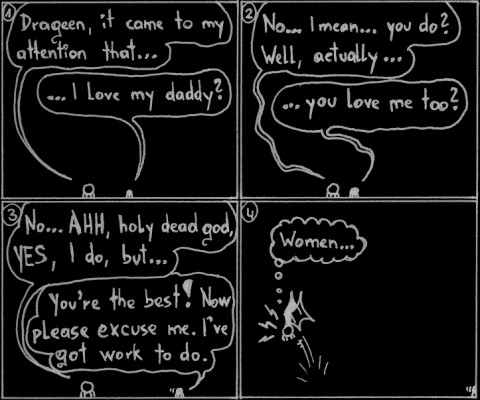 1
Drageen, it came to my
attention that...
...I love my daddy?
2
No... I mean... you do?
Well, actually...
...you love me too?
3
No... AHH, holy dead god,
YES, I do, but...
You're the best! Now
please excuse me. I've
got work to do.
4
Women...